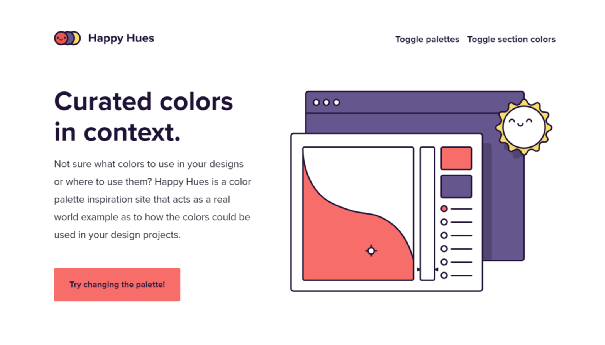 Happy Hues
Toggle palettes Toggle section colors
Curated colors
in context.
Not sure what colors to use in your designs
or where to use them? Happy Hues is a color
palette inspiration site that acts as a real
world example as to how the colors could be
used in your design projects.
Try changing the palette!